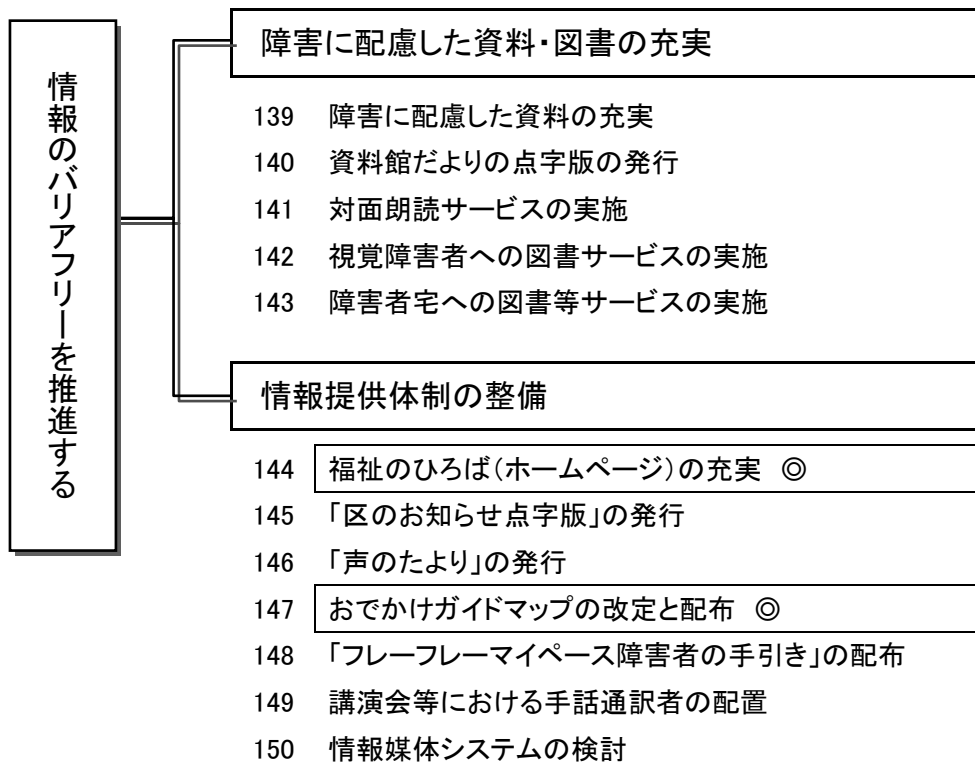 情報のバリアフリーを推進する
障害に配慮した資料・図書の充実
139 障害に配慮した資料の充実
140 資料館だよりの点字版の発行
141 対面朗読サービスの実施
142 視覚障害者への図書サービスの実施
143 障害者宅への図書等サービスの実施
情報提供体制の整備
144 福祉のひろば(ホームページ)の充実 ◎
145 「区のお知らせ点字版」の発行
146 「声のたより」の発行
147 おでかけガイドマップの改定と配布 ◎
148 「フレーフレーマイペース障害者の手引き」の配布
149 講演会等における手話通訳者の配置
150 情報媒体システムの検討